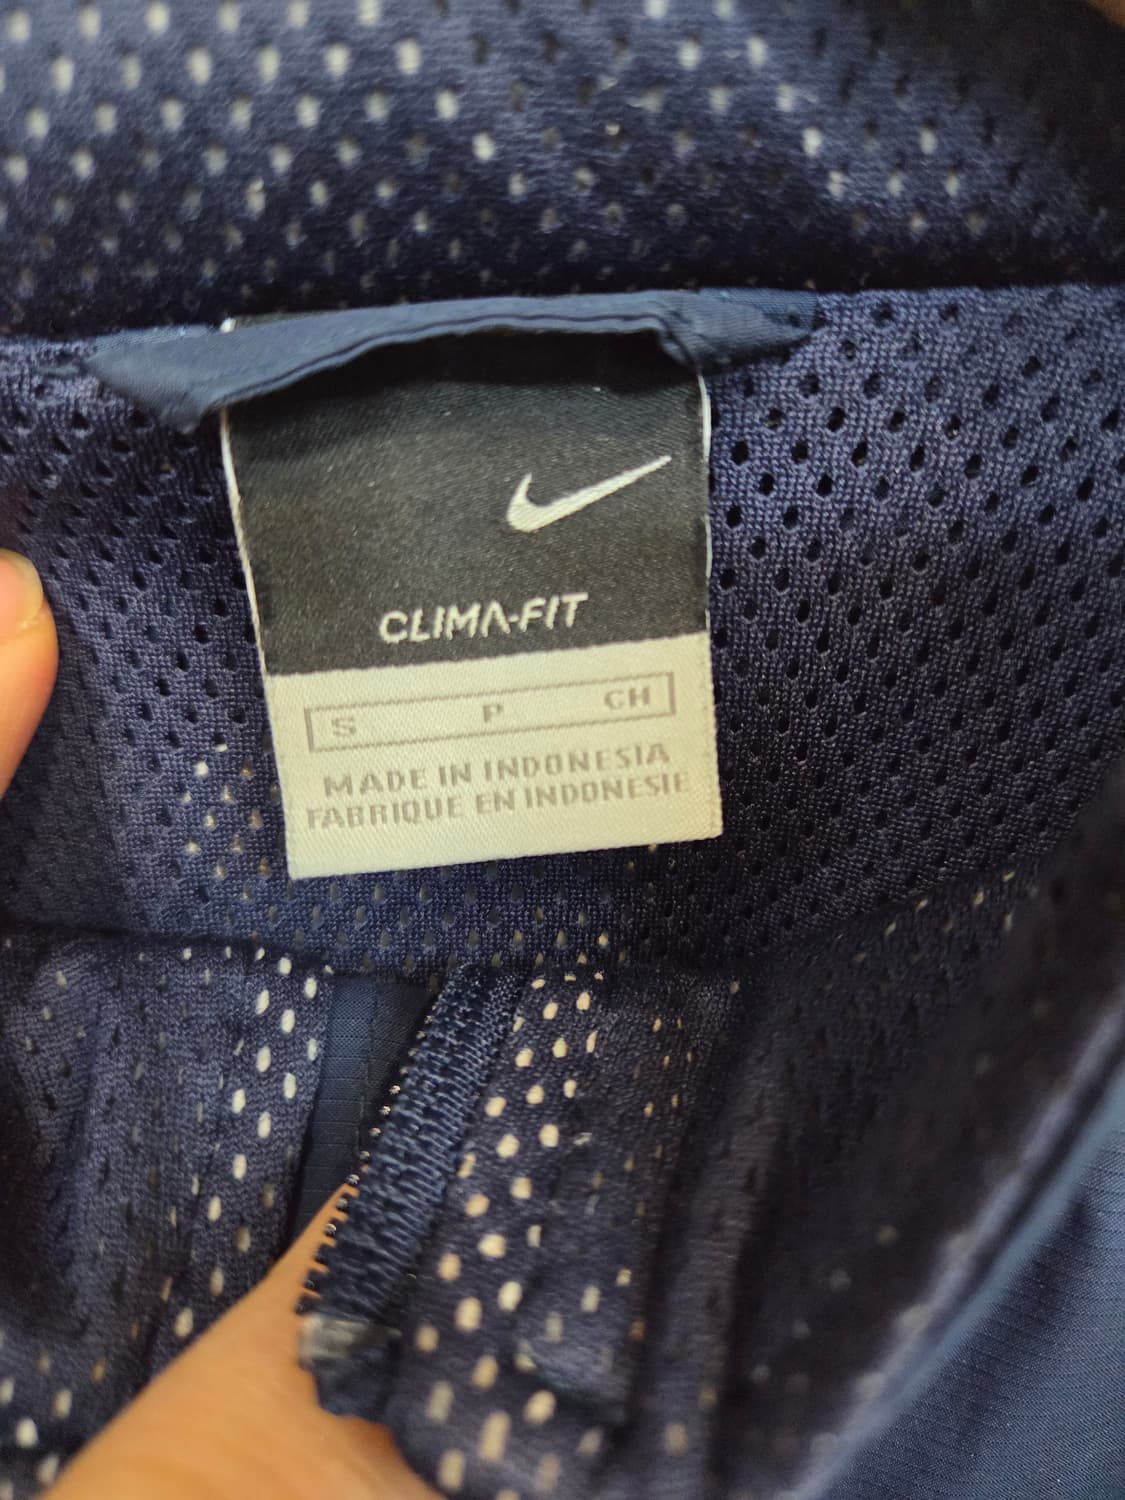 CLIMA-FIT
S P CH
MADE IN INDONESIA
FABRIQUE EN INDONESIE